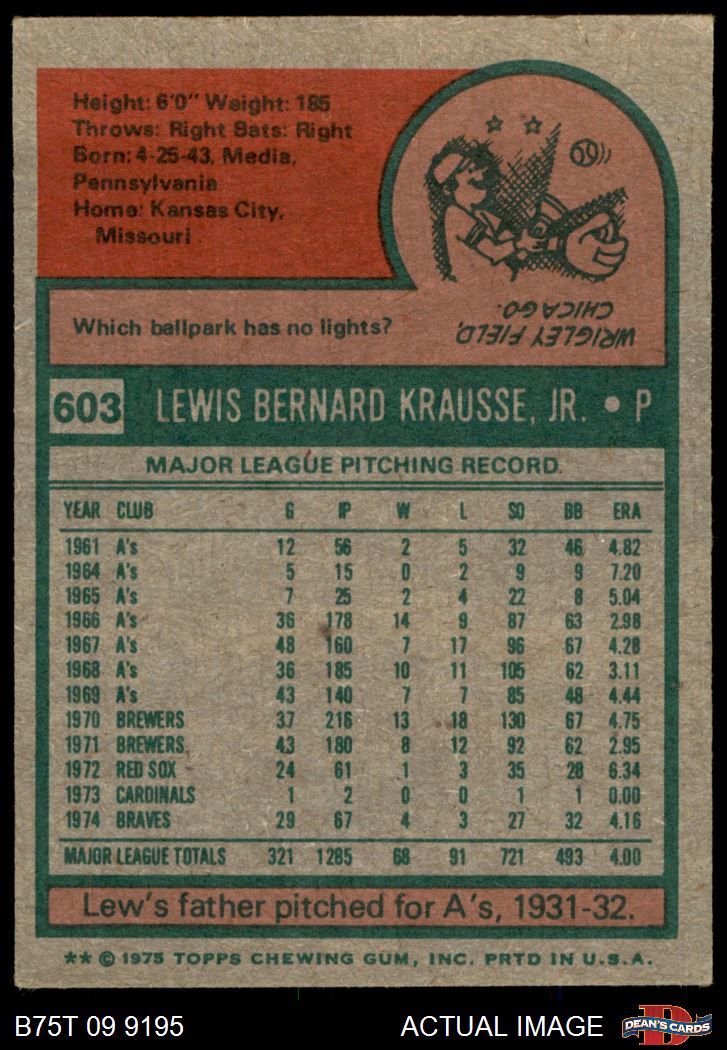 Height: 6'0" Weight: 185
Throws: Right Bats: Right
Born: 4-25-43, Media,
Pennsylvania
Home: Kansas City,
Missouri
Which ballpark has no lights?
WRIGLEY FIELD,
CHICAGO.
603 LEWIS BERNARD KRAUSSE, JR. • P
MAJOR LEAGUE PITCHING RECORD
YEAR CLUB G IP W L SO BB ERA
1961 A's 12 56 2 5 32 46 4.82
1964 A's 5 15 0 2 9 9 7.20
1965 A's 7 25 2 4 22 8 5.04
1966 A's 36 178 14 9 87 63 2.98
1967 A's 48 160 7 17 96 67 4.28
1968 A's 36 185 10 11 105 62 3.11
1969 A's 43 140 7 7 85 48 4.44
1970 BREWERS 37 216 13 18 130 67 4.75
1971 BREWERS 43 180 8 12 92 62 2.95
1972 RED SOX 24 61 1 3 35 28 6.34
1973 CARDINALS 1 2 0 0 1 1 0.00
1974 BRAVES 29 67 4 3 27 32 4.16
MAJOR LEAGUE TOTALS 321 1285 68 91 721 493 4.00
Lew's father pitched for A's, 1931-32.
** © 1975 TOPPS CHEWING GUM, INC. PRTD IN U.S.A.
B75T 09 9195 ACTUAL IMAGE
DEAN'S CARDS